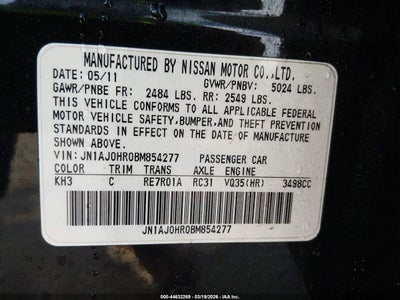 MANUFACTURED BY NISSAN MOTOR CO.,LTD.
DATE: 05/11 GVWR/PNBV: 5024 LBS.
GAWR/PNBE FR: 2484 LBS. RR: 2549 LBS.
THIS VEHICLE CONFORMS TO ALL APPLICABLE FEDERAL
MOTOR VEHICLE SAFETY, BUMPER, AND THEFT PREVENTION
STANDARDS IN EFFECT ON THE DATE OF MANUFACTURE
SHOWN ABOVE.
VIN: JN1AJ0HR0BM854277 PASSENGER CAR
COLOR TRIM TRANS AXLE ENGINE
KH3 C RE7R01A RC31 VQ35(HR) 3498CC
JN1AJ0HR0BM854277
000-44632269 - 03/19/2026 - IAA, LLC.